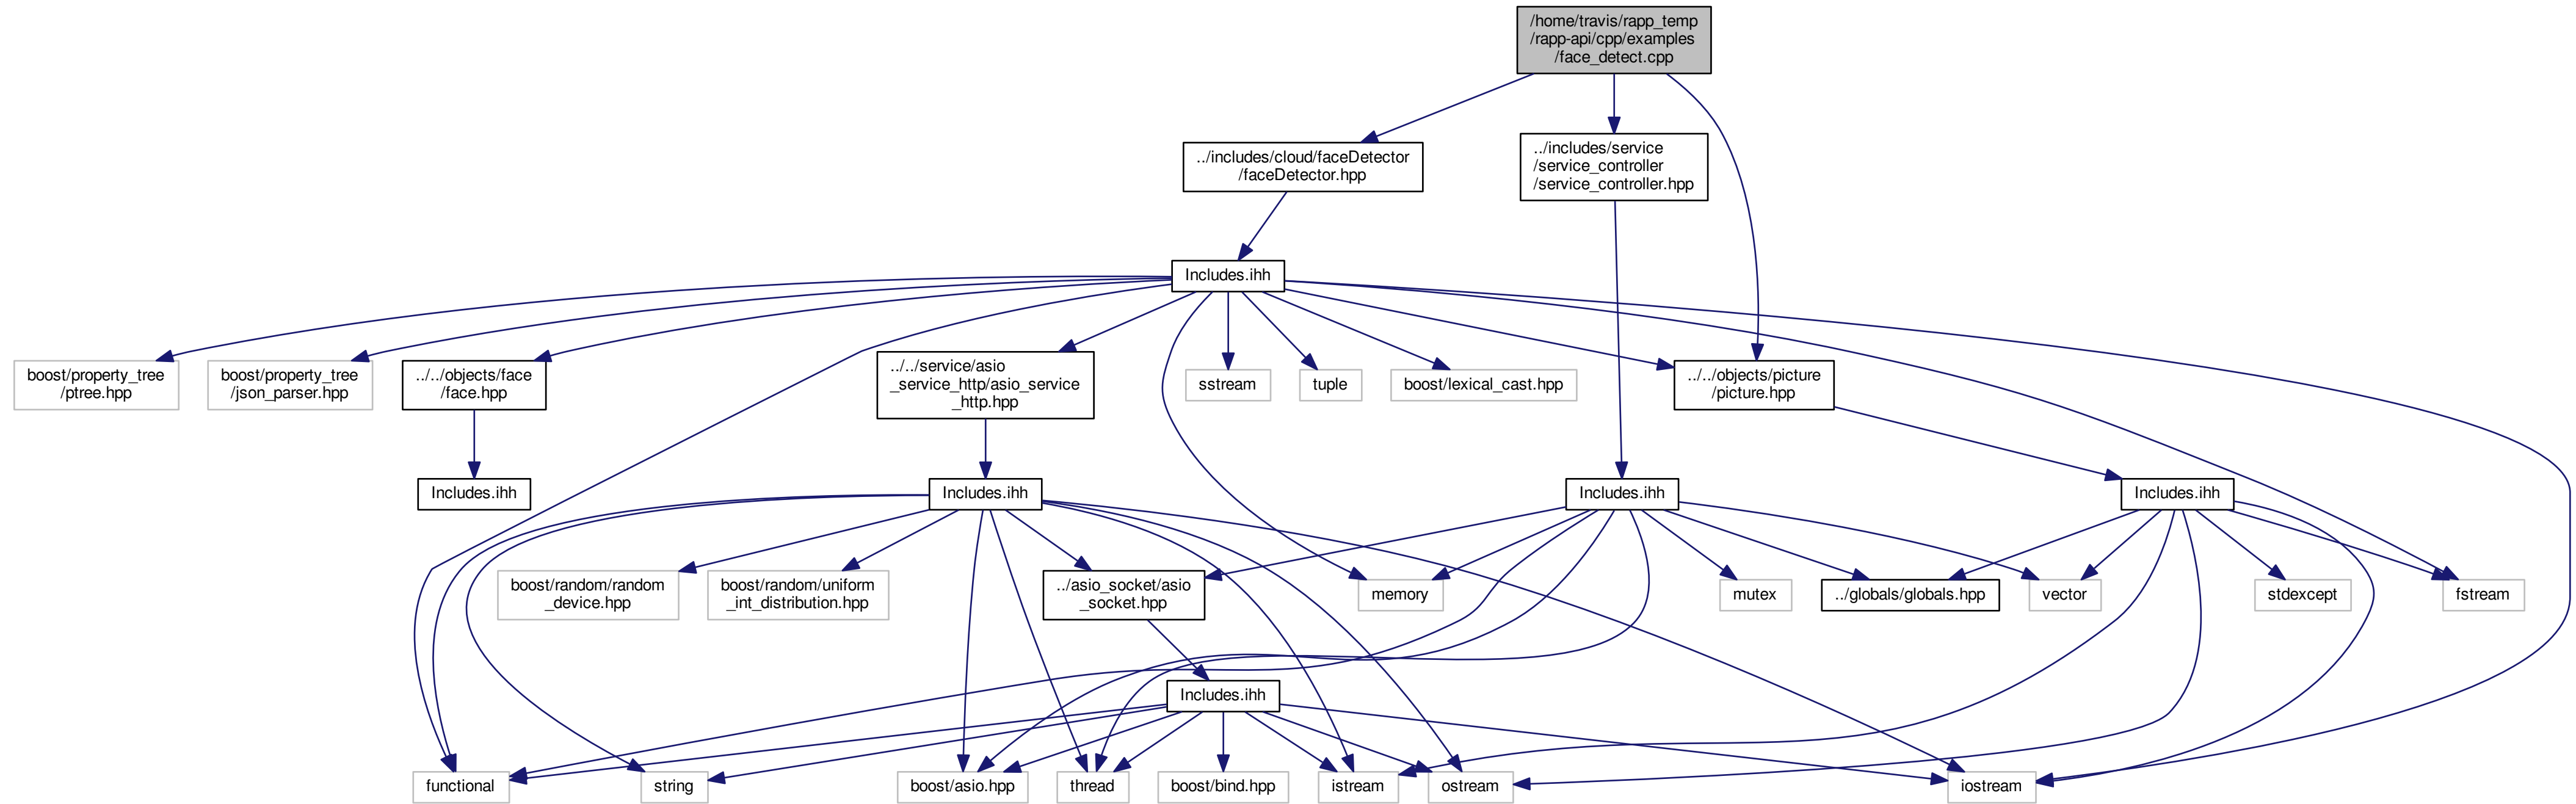 /home/travis/rapp_temp
/rapp-api/cpp/examples
/face_detect.cpp
../includes/cloud/faceDetector
/faceDetector.hpp
../includes/service
/service_controller
/service_controller.hpp
Includes.ihh
boost/property_tree
/ptree.hpp
boost/property_tree
/json_parser.hpp
../../objects/face
/face.hpp
../../service/asio
_service_http/asio_service
_http.hpp
sstream
tuple
boost/lexical_cast.hpp
../../objects/picture
/picture.hpp
Includes.ihh
Includes.ihh
Includes.ihh
Includes.ihh
boost/random/random
_device.hpp
boost/random/uniform
_int_distribution.hpp
../asio_socket/asio
_socket.hpp
memory
mutex
../globals/globals.hpp
vector
stdexcept
fstream
Includes.ihh
functional
string
boost/asio.hpp
thread
boost/bind.hpp
istream
ostream
iostream